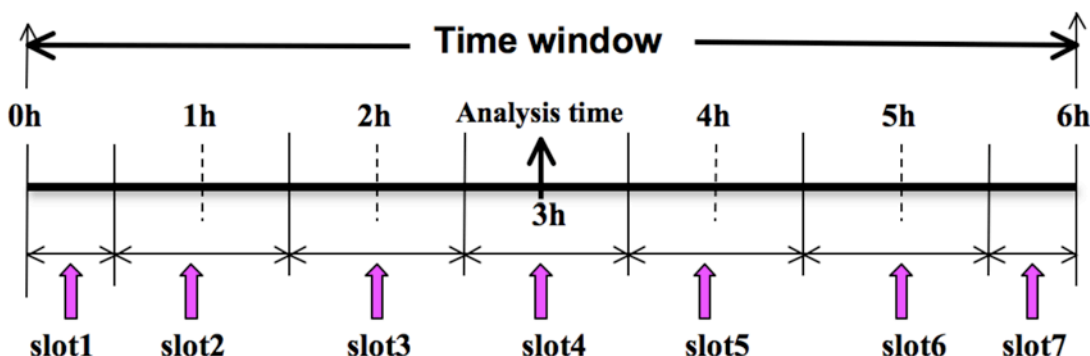 Time window
0h 1h 2h Analysis time 4h 5h 6h
3h
slot1 slot2 slot3 slot4 slot5 slot6 slot7